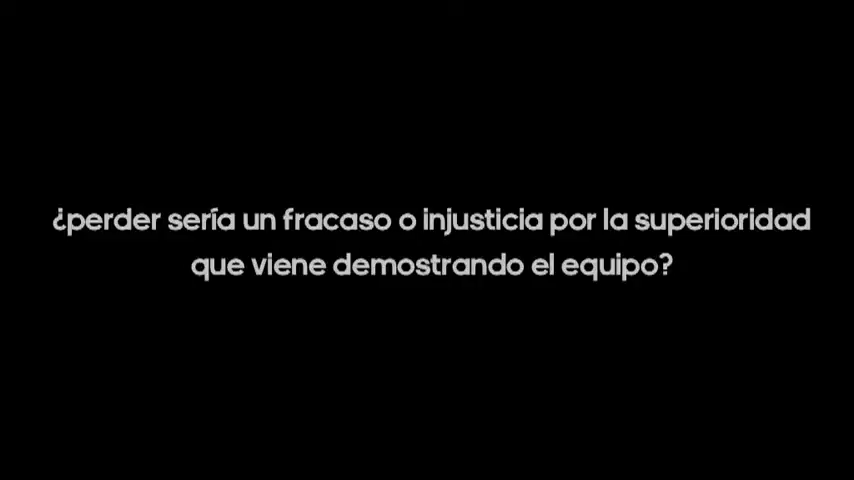 ¿perder sería un fracaso o injusticia por la superioridad
que viene demostrando el equipo?